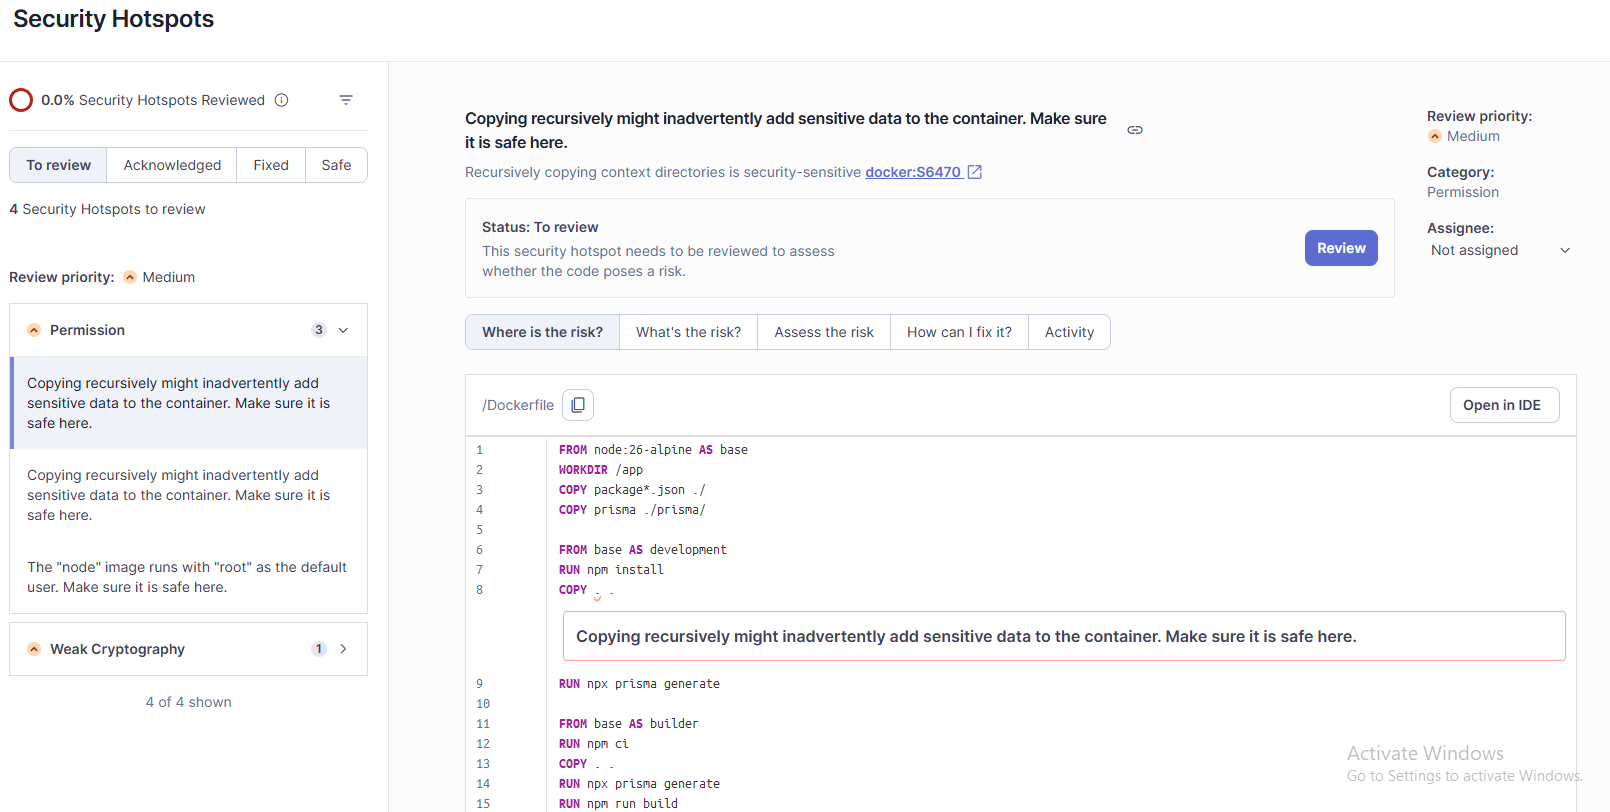 Security Hotspots
0.0% Security Hotspots Reviewed
To review
Acknowledged
Fixed
Safe
4 Security Hotspots to review
Review priority: Medium
Permission
3
Copying recursively might inadvertently add
sensitive data to the container. Make sure it is
safe here.
Copying recursively might inadvertently add
sensitive data to the container. Make sure it is
safe here.
The "node" image runs with "root" as the default
user. Make sure it is safe here.
Weak Cryptography
1
4 of 4 shown
Copying recursively might inadvertently add sensitive data to the container. Make sure
it is safe here.
Recursively copying context directories is security-sensitive docker:S6470
Status: To review
This security hotspot needs to be reviewed to assess
whether the code poses a risk.
Review
Review priority:
Medium
Category:
Permission
Assignee:
Not assigned
Where is the risk?
What's the risk?
Assess the risk
How can I fix it?
Activity
/Dockerfile
Open in IDE
1 FROM node:26-alpine AS base
2 WORKDIR /app
3 COPY package*.json ./
4 COPY prisma ./prisma/
5
6 FROM base AS development
7 RUN npm install
8 COPY . .
Copying recursively might inadvertently add sensitive data to the container. Make sure it is safe here.
9 RUN npx prisma generate
10
11 FROM base AS builder
12 RUN npm ci
13 COPY . .
14 RUN npx prisma generate
15 RUN npm run build
Activate Windows
Go to Settings to activate Windows.